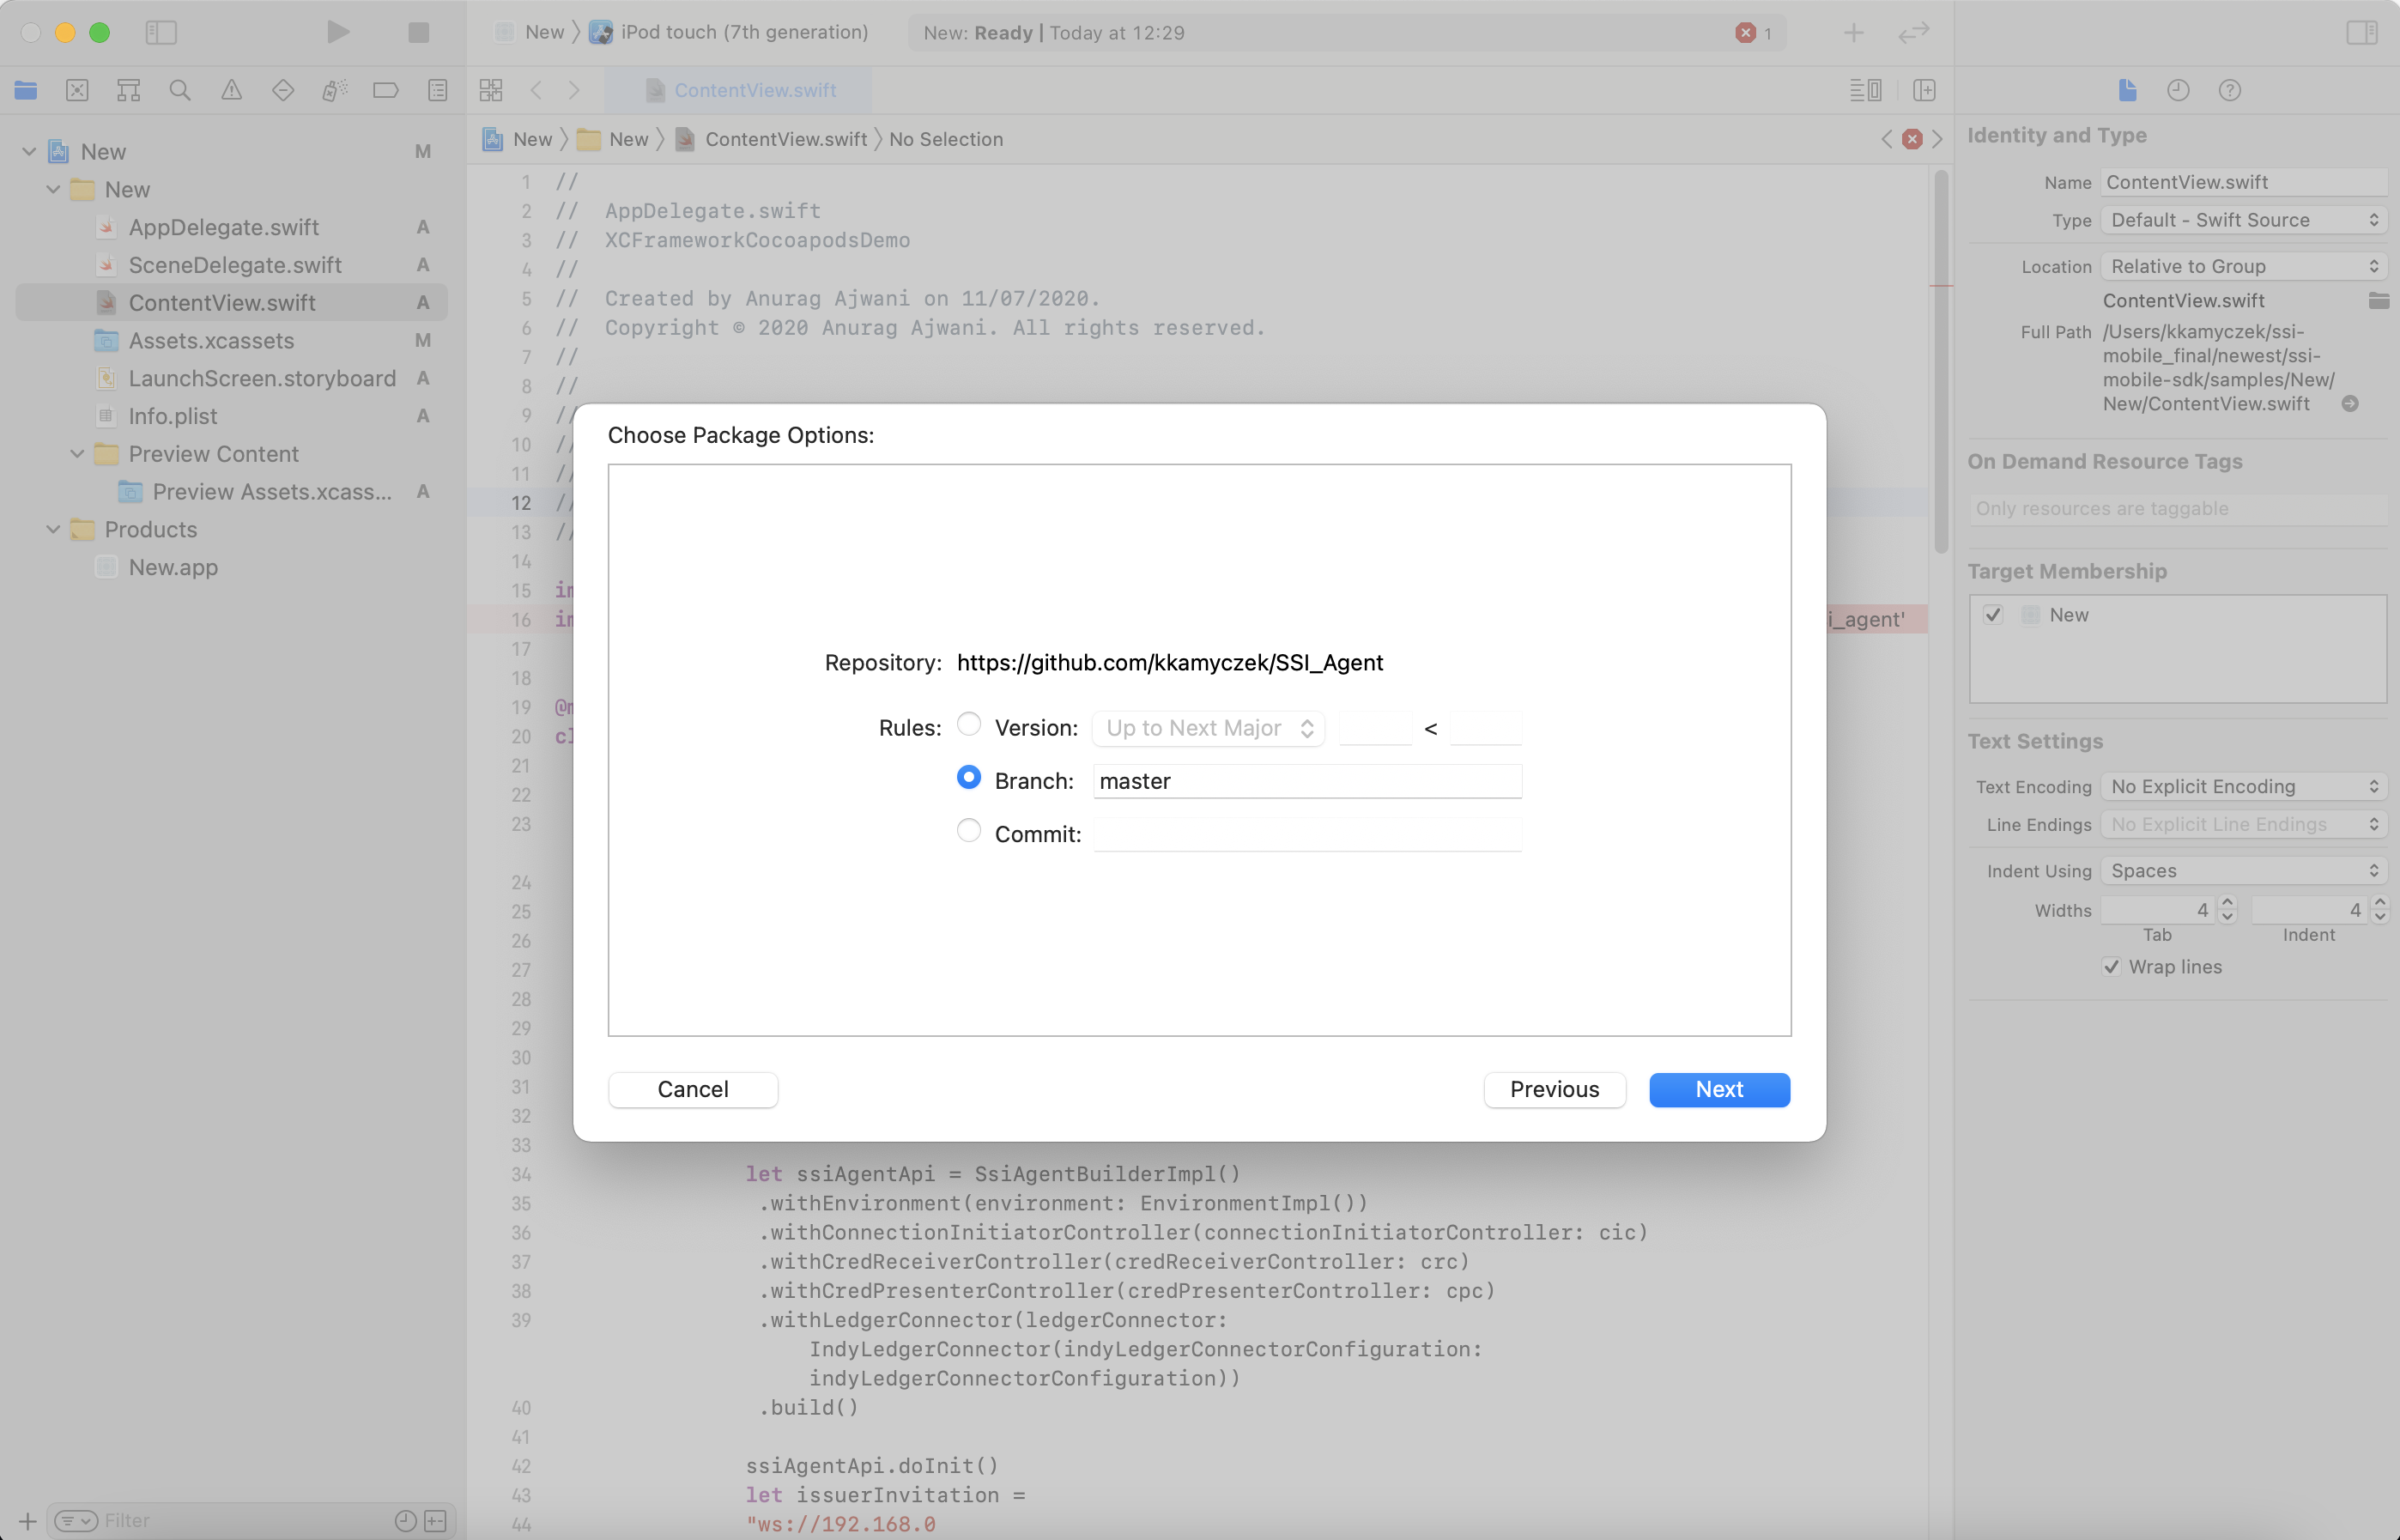 New 〉 iPod touch (7th generation)
New: Ready | Today at 12:29
1
ContentView.swift
New 〉 New 〉 ContentView.swift 〉 No Selection
New M
New
AppDelegate.swift A
SceneDelegate.swift A
ContentView.swift A
Assets.xcassets M
LaunchScreen.storyboard A
Info.plist A
Preview Content
Preview Assets.xcass... A
Products
New.app
Filter
1 //
2 // AppDelegate.swift
3 // XCFrameworkCocoapodsDemo
4 //
5 // Created by Anurag Ajwani on 11/07/2020.
6 // Copyright © 2020 Anurag Ajwani. All rights reserved.
7 //
8 //
9 //
10 //
11 //
12 //
13 //
14
15
16 i_agent'
17
18
19
20
21
22
23
24
25
26
27
28
29
30
31
32
33
34 let ssiAgentApi = SsiAgentBuilderImpl()
35 .withEnvironment(environment: EnvironmentImpl())
36 .withConnectionInitiatorController(connectionInitiatorController: cic)
37 .withCredReceiverController(credReceiverController: crc)
38 .withCredPresenterController(credPresenterController: cpc)
39 .withLedgerConnector(ledgerConnector:
IndyLedgerConnector(indyLedgerConnectorConfiguration:
indyLedgerConnectorConfiguration))
40 .build()
41
42 ssiAgentApi.doInit()
43 let issuerInvitation =
44 "ws://192.168.0
Choose Package Options:
Repository: https://github.com/kkamyczek/SSI_Agent
Rules: Version: Up to Next Major <
Branch: master
Commit:
Cancel
Previous
Next
Identity and Type
Name ContentView.swift
Type Default - Swift Source
Location Relative to Group
ContentView.swift
Full Path /Users/kkamyczek/ssi-
mobile_final/newest/ssi-
mobile-sdk/samples/New/
New/ContentView.swift
On Demand Resource Tags
Only resources are taggable
Target Membership
New
Text Settings
Text Encoding No Explicit Encoding
Line Endings No Explicit Line Endings
Indent Using Spaces
Widths 4 4
Tab Indent
Wrap lines